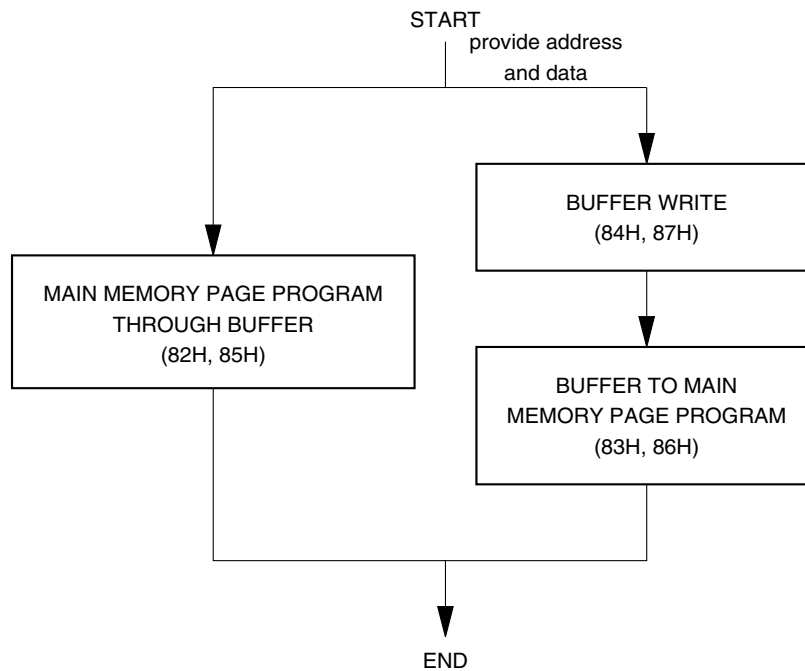 START
provide address
and data
BUFFER WRITE
(84H, 87H)
MAIN MEMORY PAGE PROGRAM
THROUGH BUFFER
(82H, 85H)
BUFFER TO MAIN
MEMORY PAGE PROGRAM
(83H, 86H)
END